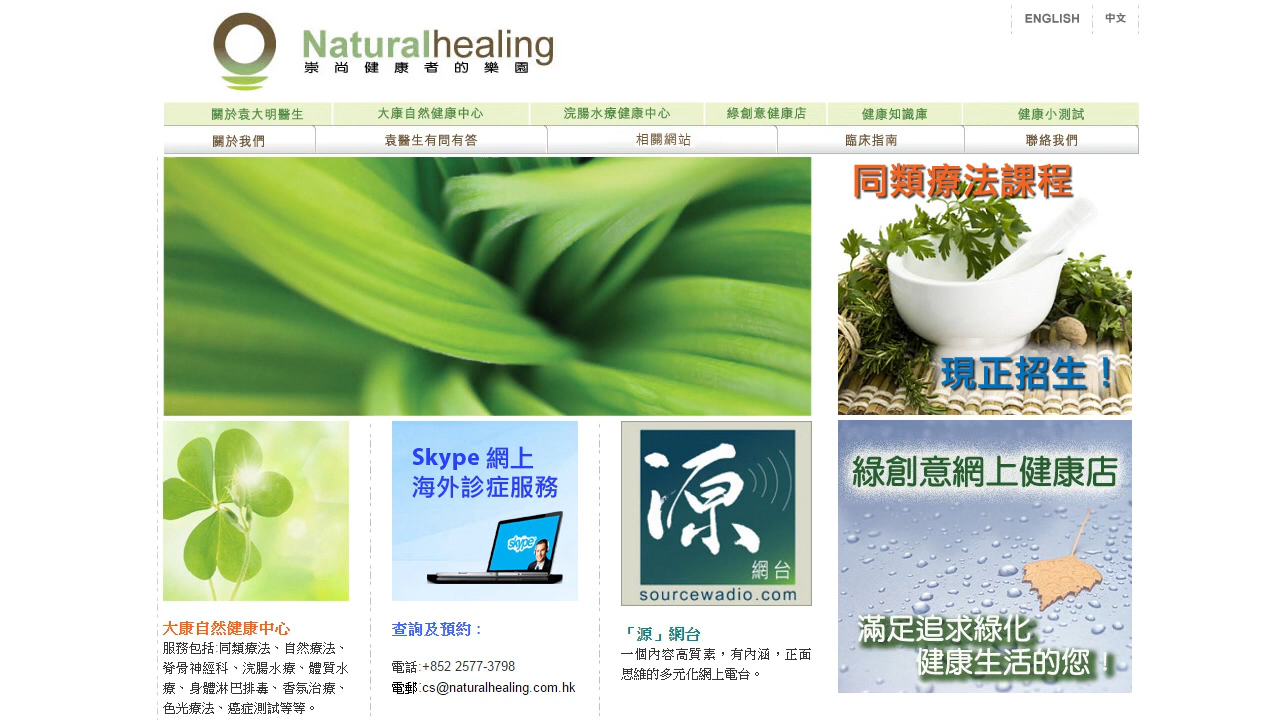 ENGLISH 中文
Naturalhealing
崇尚健康者的樂園
關於袁大明醫生 大康自然健康中心 浣腸水療健康中心 綠創意健康店 健康知識庫 健康小測試
關於我們 袁醫生有問有答 相關網站 臨床指南 聯絡我們
同類療法課程
現正招生！
Skype 網上
海外診症服務
skype
源
網台
sourcewadio.com
綠創意網上健康店
滿足追求綠化
健康生活的您！
大康自然健康中心
服務包括:同類療法、自然療法、
脊骨神經科、浣腸水療、體質水
療、身體淋巴排毒、香氛治療、
色光療法、癌症測試等等。
查詢及預約：
電話:+852 2577-3798
電郵:cs@naturalhealing.com.hk
「源」網台
一個內容高質素，有內涵，正面
思維的多元化網上電台。